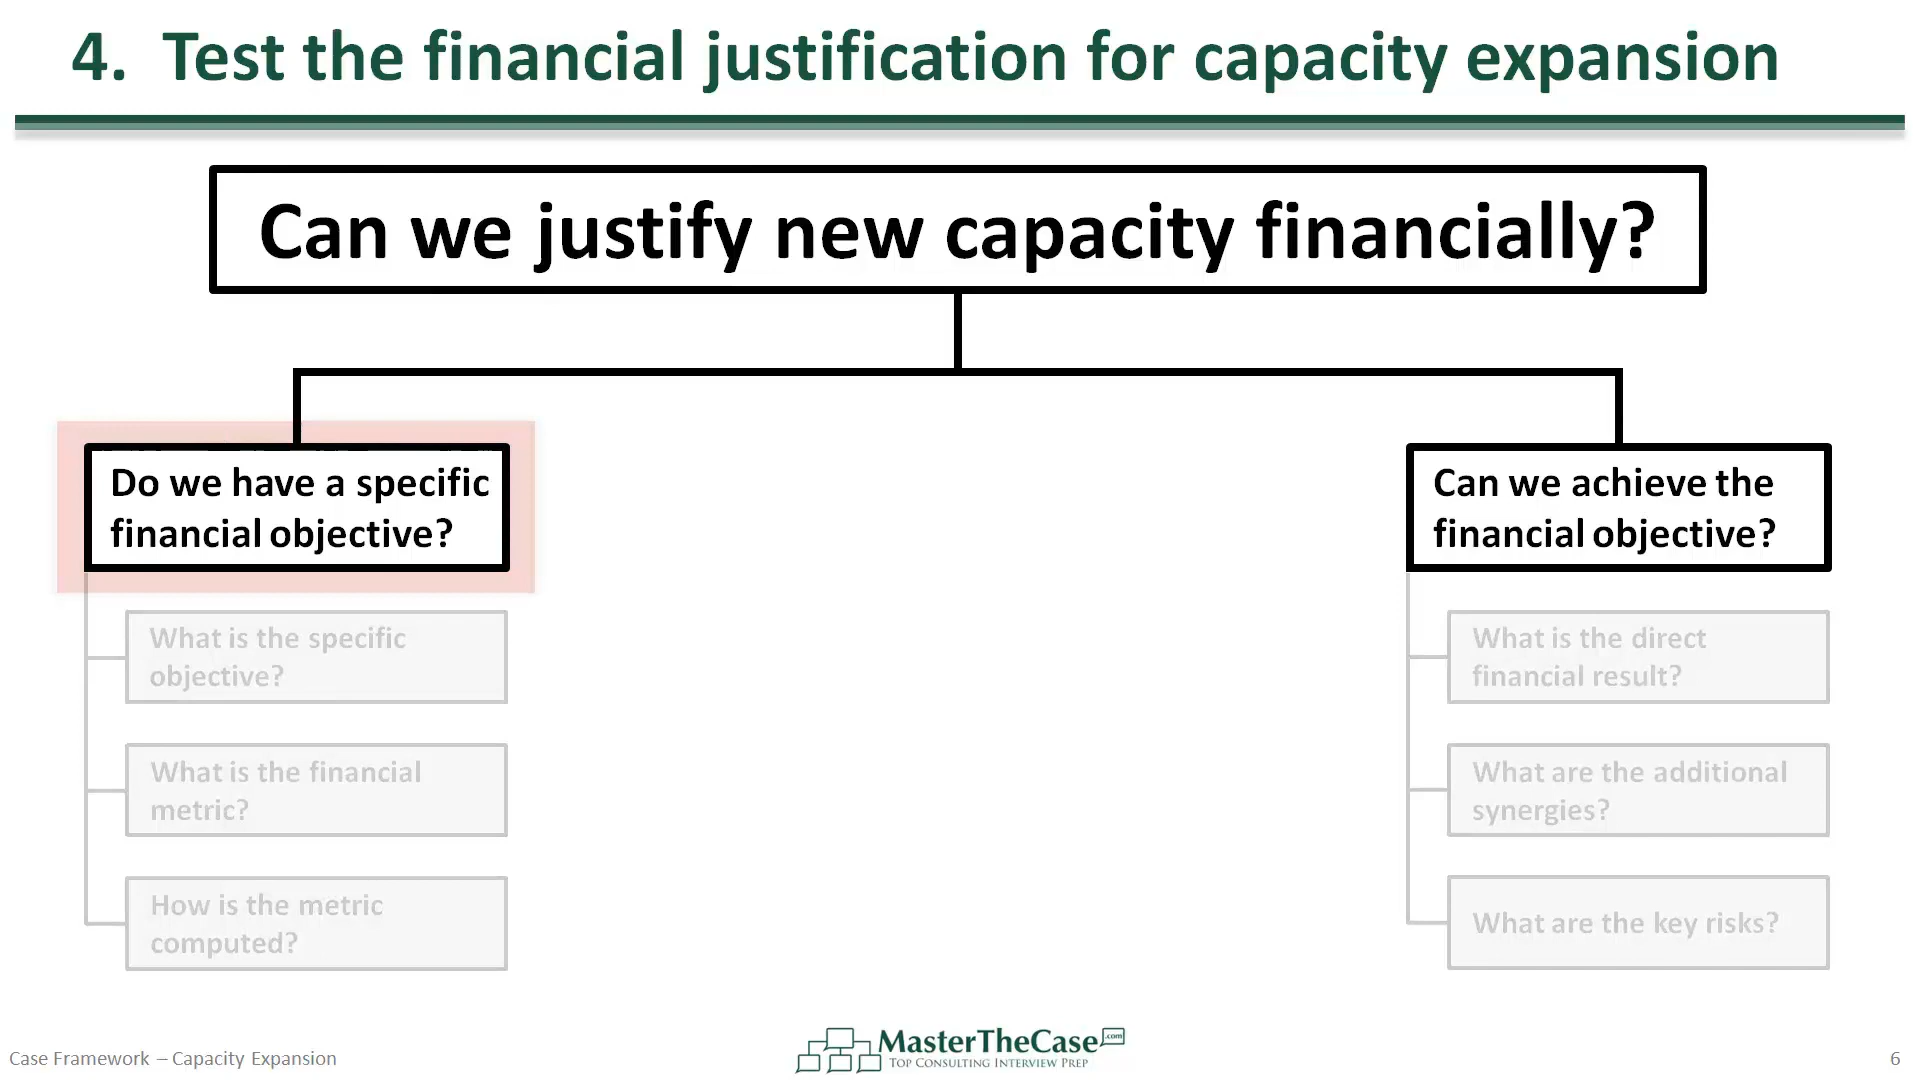 4. Test the financial justification for capacity expansion
Can we justify new capacity financially?
Do we have a specific
financial objective?
What is the specific
objective?
What is the financial
metric?
How is the metric
computed?
Can we achieve the
financial objective?
What is the direct
financial result?
What are the additional
synergies?
What are the key risks?
Case Framework – Capacity Expansion
MasterTheCase.com
Top Consulting Interview Prep
6